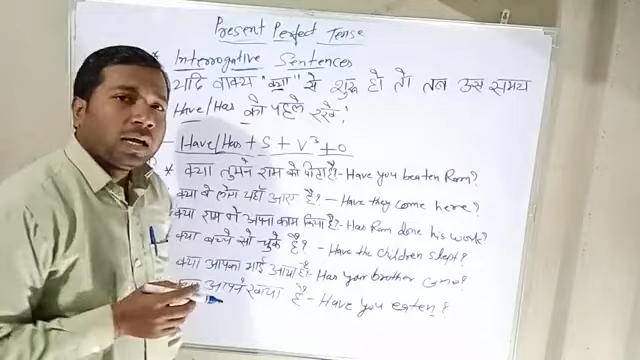 Present Perfect Tense
* Interrogative Sentences
यदि वाक्य "क्या" से शुरू हो तो तब उस समय
Have/Has को पहले रखे।
- Have/Has + S + V³ + O
* क्या तुमने राम को पीटा है? - Have you beaten Ram?
क्या वे लोग यहाँ आए हैं? - Have they come here?
क्या राम ने अपना काम किया है? - Has Ram done his work?
क्या बच्चे सो चुके हैं? - Have the children slept?
क्या आपका भाई आया है? - Has your brother come?
आपने खाया है - Have you eaten?